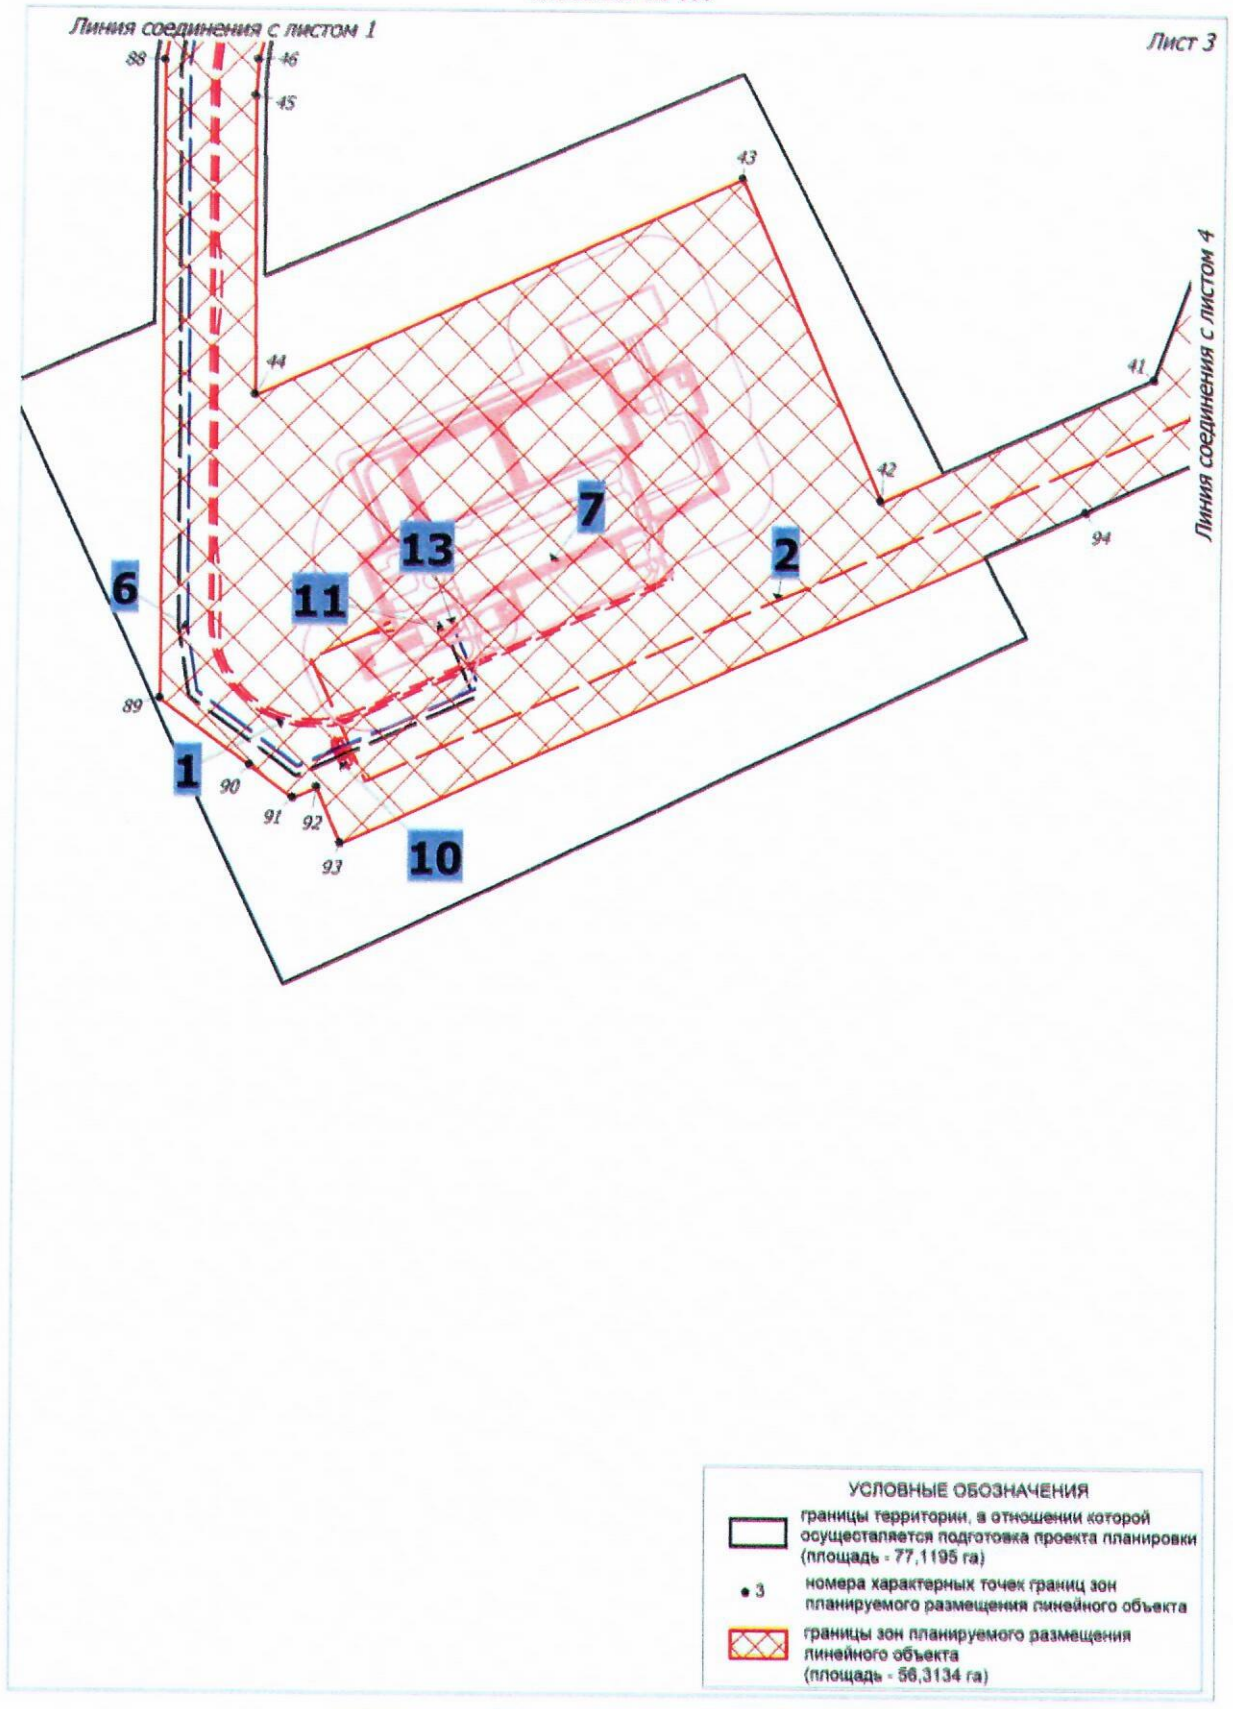 Линия соединения с листом 1
Лист 3
88
46
45
43
44
41
Линия соединения с листом 4
42
7
13
94
2
6
11
89
1
90
91
92
10
93
УСЛОВНЫЕ ОБОЗНАЧЕНИЯ
границы территории, в отношении которой
осуществляется подготовка проекта планировки
(площадь - 77,1195 га)
3
номера характерных точек границ зон
планируемого размещения линейного объекта
границы зон планируемого размещения
линейного объекта
(площадь - 56,3134 га)